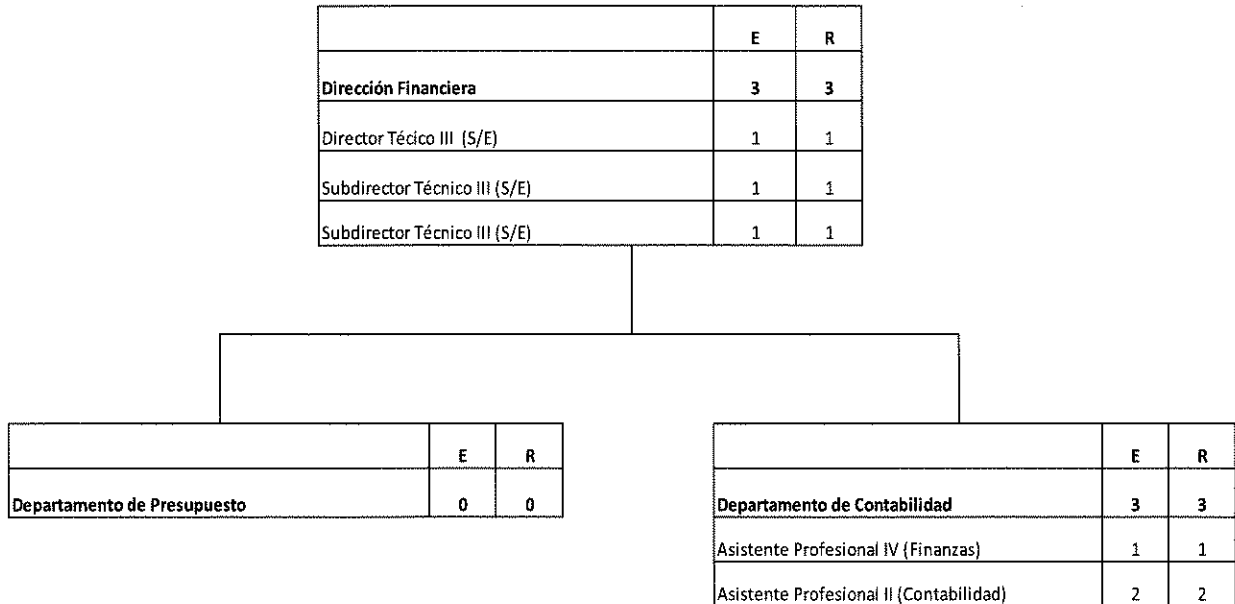 E R
Dirección Financiera 3 3
Director Técico III (S/E) 1 1
Subdirector Técnico III (S/E) 1 1
Subdirector Técnico III (S/E) 1 1
E R
Departamento de Presupuesto 0 0
E R
Departamento de Contabilidad 3 3
Asistente Profesional IV (Finanzas) 1 1
Asistente Profesional II (Contabilidad) 2 2